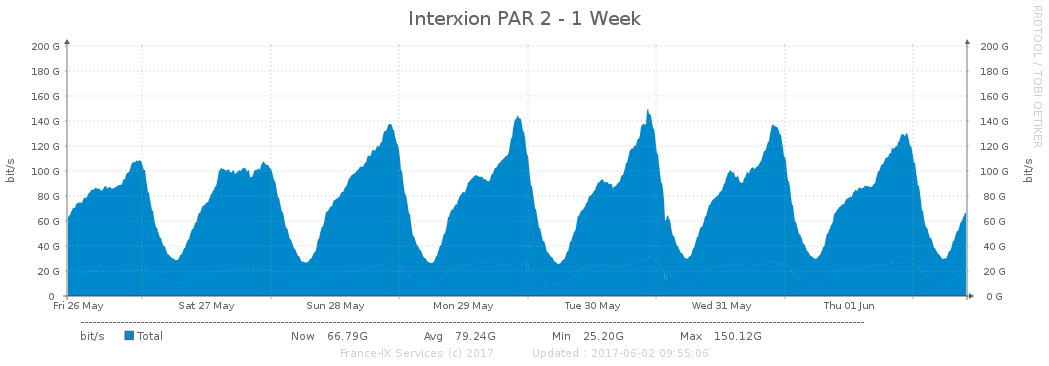 Interxion PAR 2 - 1 Week
RRDTOOL / TOBI OETIKER
200 G 200 G
180 G 180 G
160 G 160 G
140 G 140 G
120 G 120 G
100 G 100 G
80 G 80 G
60 G 60 G
40 G 40 G
20 G 20 G
0 0 G
bit/s bit/s
Fri 26 May Sat 27 May Sun 28 May Mon 29 May Tue 30 May Wed 31 May Thu 01 Jun
bit/s Total Now 66.79G Avg 79.24G Min 25.20G Max 150.12G
France-IX Services (c) 2017 Updated : 2017-06-02 09:55:06